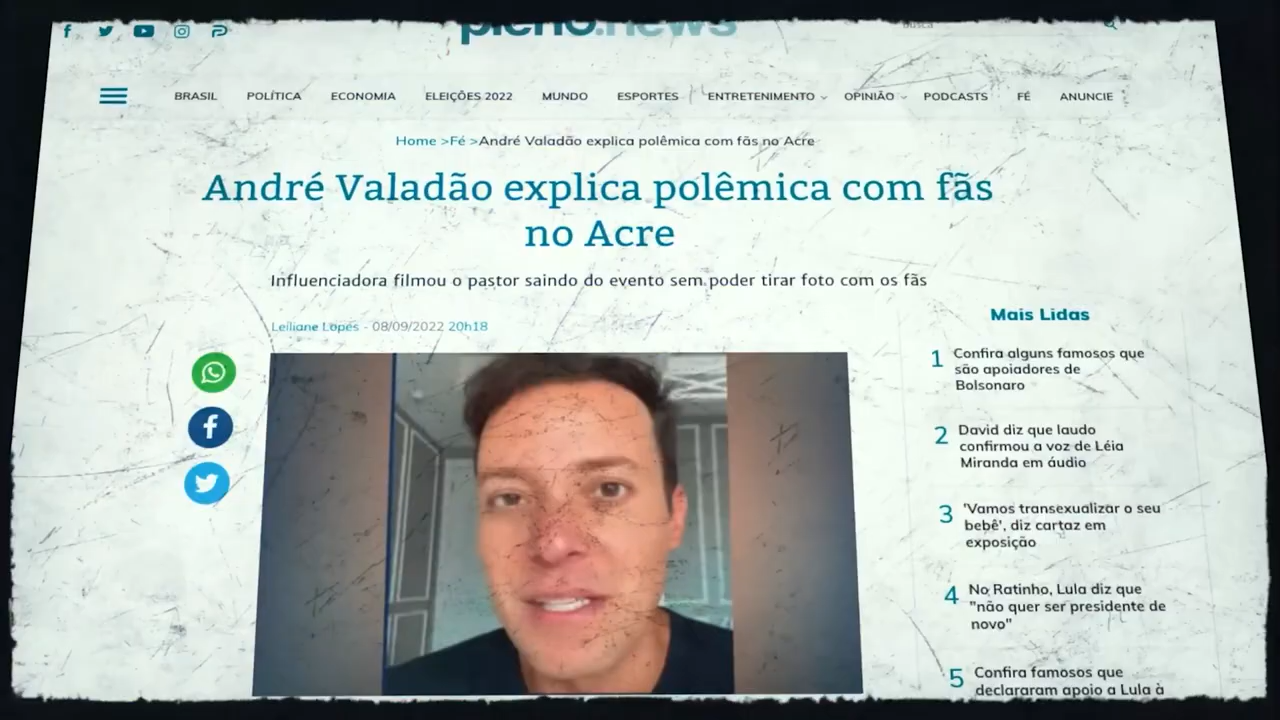 pleno.news
busca
BRASIL POLÍTICA ECONOMIA ELEIÇÕES 2022 MUNDO ESPORTES ENTRETENIMENTO OPINIÃO PODCASTS FÉ ANUNCIE
Home >Fé >André Valadão explica polêmica com fãs no Acre
André Valadão explica polêmica com fãs
no Acre
Influenciadora filmou o pastor saindo do evento sem poder tirar foto com os fãs
Leiliane Lopes - 08/09/2022 20h18
Mais Lidas
1 Confira alguns famosos que
são apoiadores de
Bolsonaro
2 David diz que laudo
confirmou a voz de Léia
Miranda em áudio
3 'Vamos transexualizar o seu
bebê', diz cartaz em
exposição
4 No Ratinho, Lula diz que
"não quer ser presidente de
novo"
5 Confira famosos que
declararam apoio a Lula à